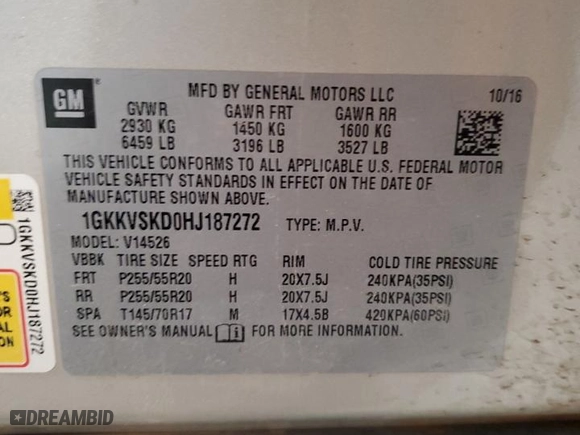 GM ®
MFD BY GENERAL MOTORS LLC 10/16
GVWR GAWR FRT GAWR RR
2930 KG 1450 KG 1600 KG
6459 LB 3196 LB 3527 LB
THIS VEHICLE CONFORMS TO ALL APPLICABLE U.S. FEDERAL MOTOR
VEHICLE SAFETY STANDARDS IN EFFECT ON THE DATE OF
MANUFACTURE SHOWN ABOVE.
1GKKVSKD0HJ187272 TYPE: M.P.V.
MODEL: V14526
VBBK TIRE SIZE SPEED RTG RIM COLD TIRE PRESSURE
FRT P255/55R20 H 20X7.5J 240KPA(35PSI)
RR P255/55R20 H 20X7.5J 240KPA(35PSI)
SPA T145/70R17 M 17X4.5B 420KPA(60PSI)
SEE OWNER'S MANUAL i FOR MORE INFORMATION.
1GKKVSKD0HJ187272
DREAMBID